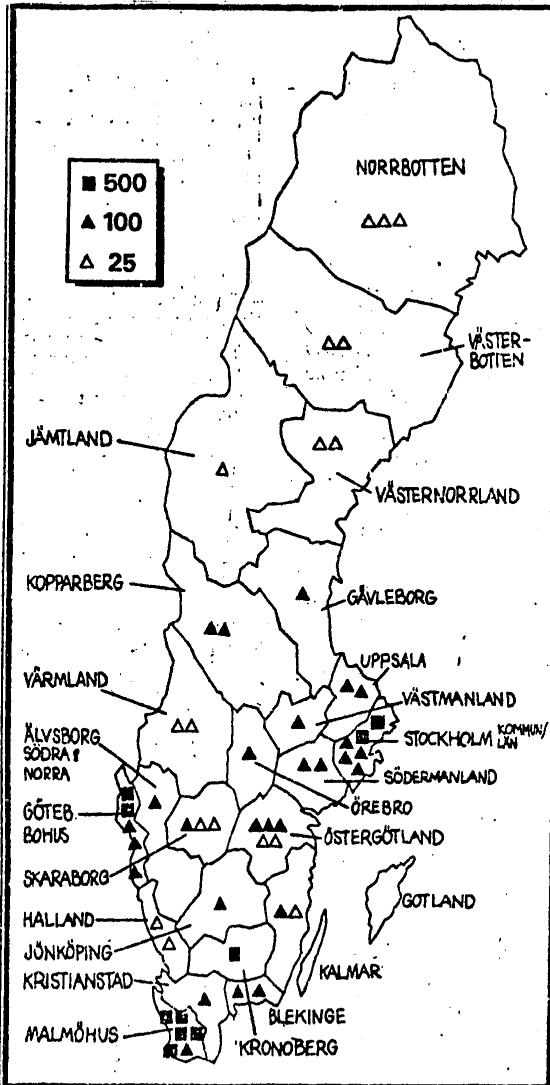 500
100
25
NORRBOTTEN
VÄSTER-
BOTTEN
JÄMTLAND
VÄSTERNORRLAND
KOPPARBERG
GÄVLEBORG
UPPSALA
VÄRMLAND
VÄSTMANLAND
ÄLVSBORG
SÖDRA &
NORRA
STOCKHOLM KOMMUN/
LÄN
SÖDERMANLAND
ÖREBRO
GÖTEB.
BOHUS
ÖSTERGÖTLAND
SKARABORG
GOTLAND
HALLAND
JÖNKÖPING
KRISTIANSTAD
KALMAR
BLEKINGE
MALMÖHUS
KRONOBERG